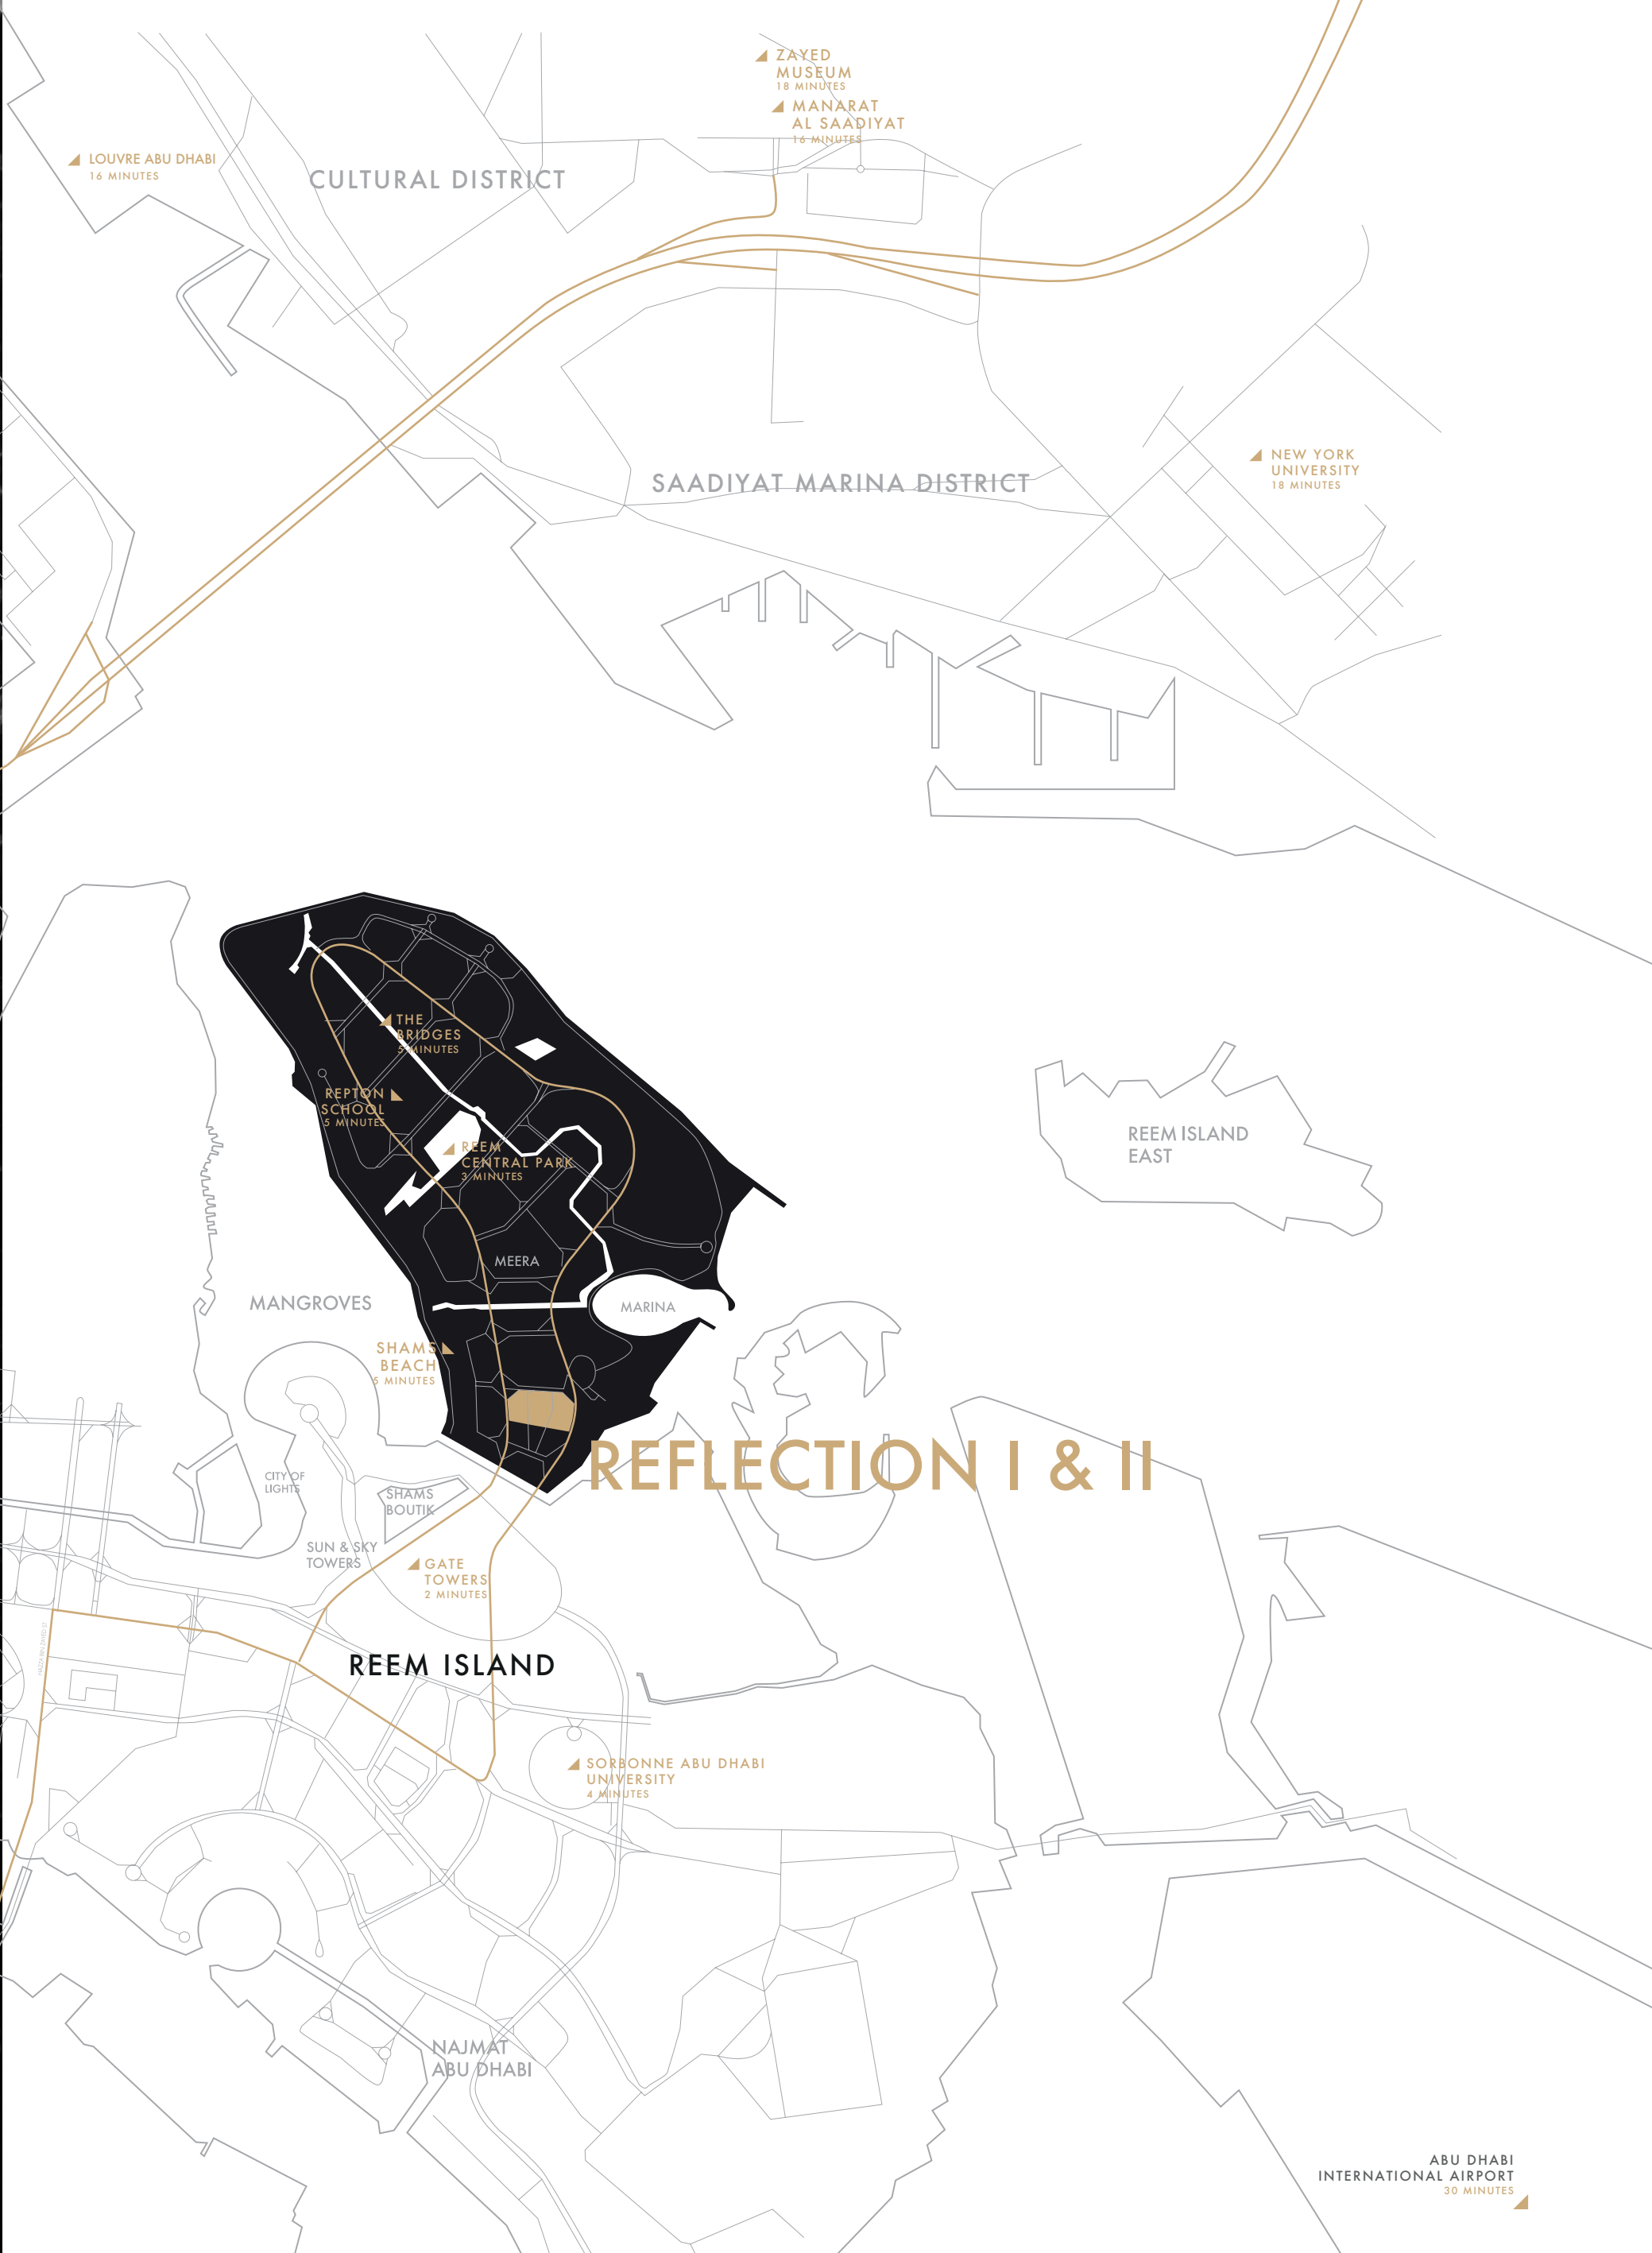 ZAYED
MUSEUM
18 MINUTES
MANARAT
AL SAADIYAT
16 MINUTES
LOUVRE ABU DHABI
16 MINUTES
CULTURAL DISTRICT
SAADIYAT MARINA DISTRICT
NEW YORK
UNIVERSITY
18 MINUTES
THE
BRIDGES
5 MINUTES
REPTON
SCHOOL
5 MINUTES
REEM
CENTRAL PARK
3 MINUTES
REEM ISLAND
EAST
MEERA
MANGROVES
MARINA
SHAMS
BEACH
5 MINUTES
REFLECTION I & II
CITY OF
LIGHTS
SHAMS
BOUTIK
SUN & SKY
TOWERS
GATE
TOWERS
2 MINUTES
REEM ISLAND
SORBONNE ABU DHABI
UNIVERSITY
4 MINUTES
NAJMAT
ABU DHABI
ABU DHABI
INTERNATIONAL AIRPORT
30 MINUTES